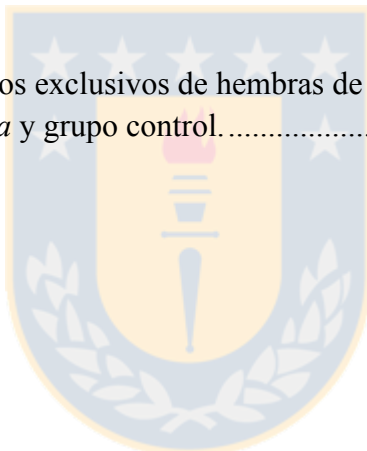 os exclusivos de hembras de
a y grupo control. ..................